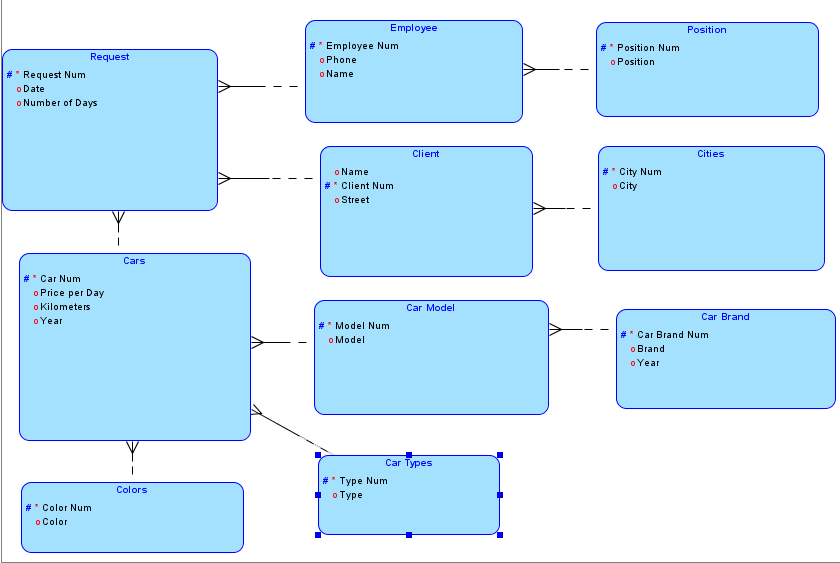 Request
# * Request Num
o Date
o Number of Days
Employee
# * Employee Num
o Phone
o Name
Position
# * Position Num
o Position
Client
o Name
# * Client Num
o Street
Cities
# * City Num
o City
Cars
# * Car Num
o Price per Day
o Kilometers
o Year
Car Model
# * Model Num
o Model
Car Brand
# * Car Brand Num
o Brand
o Year
Colors
# * Color Num
o Color
Car Types
# * Type Num
o Type